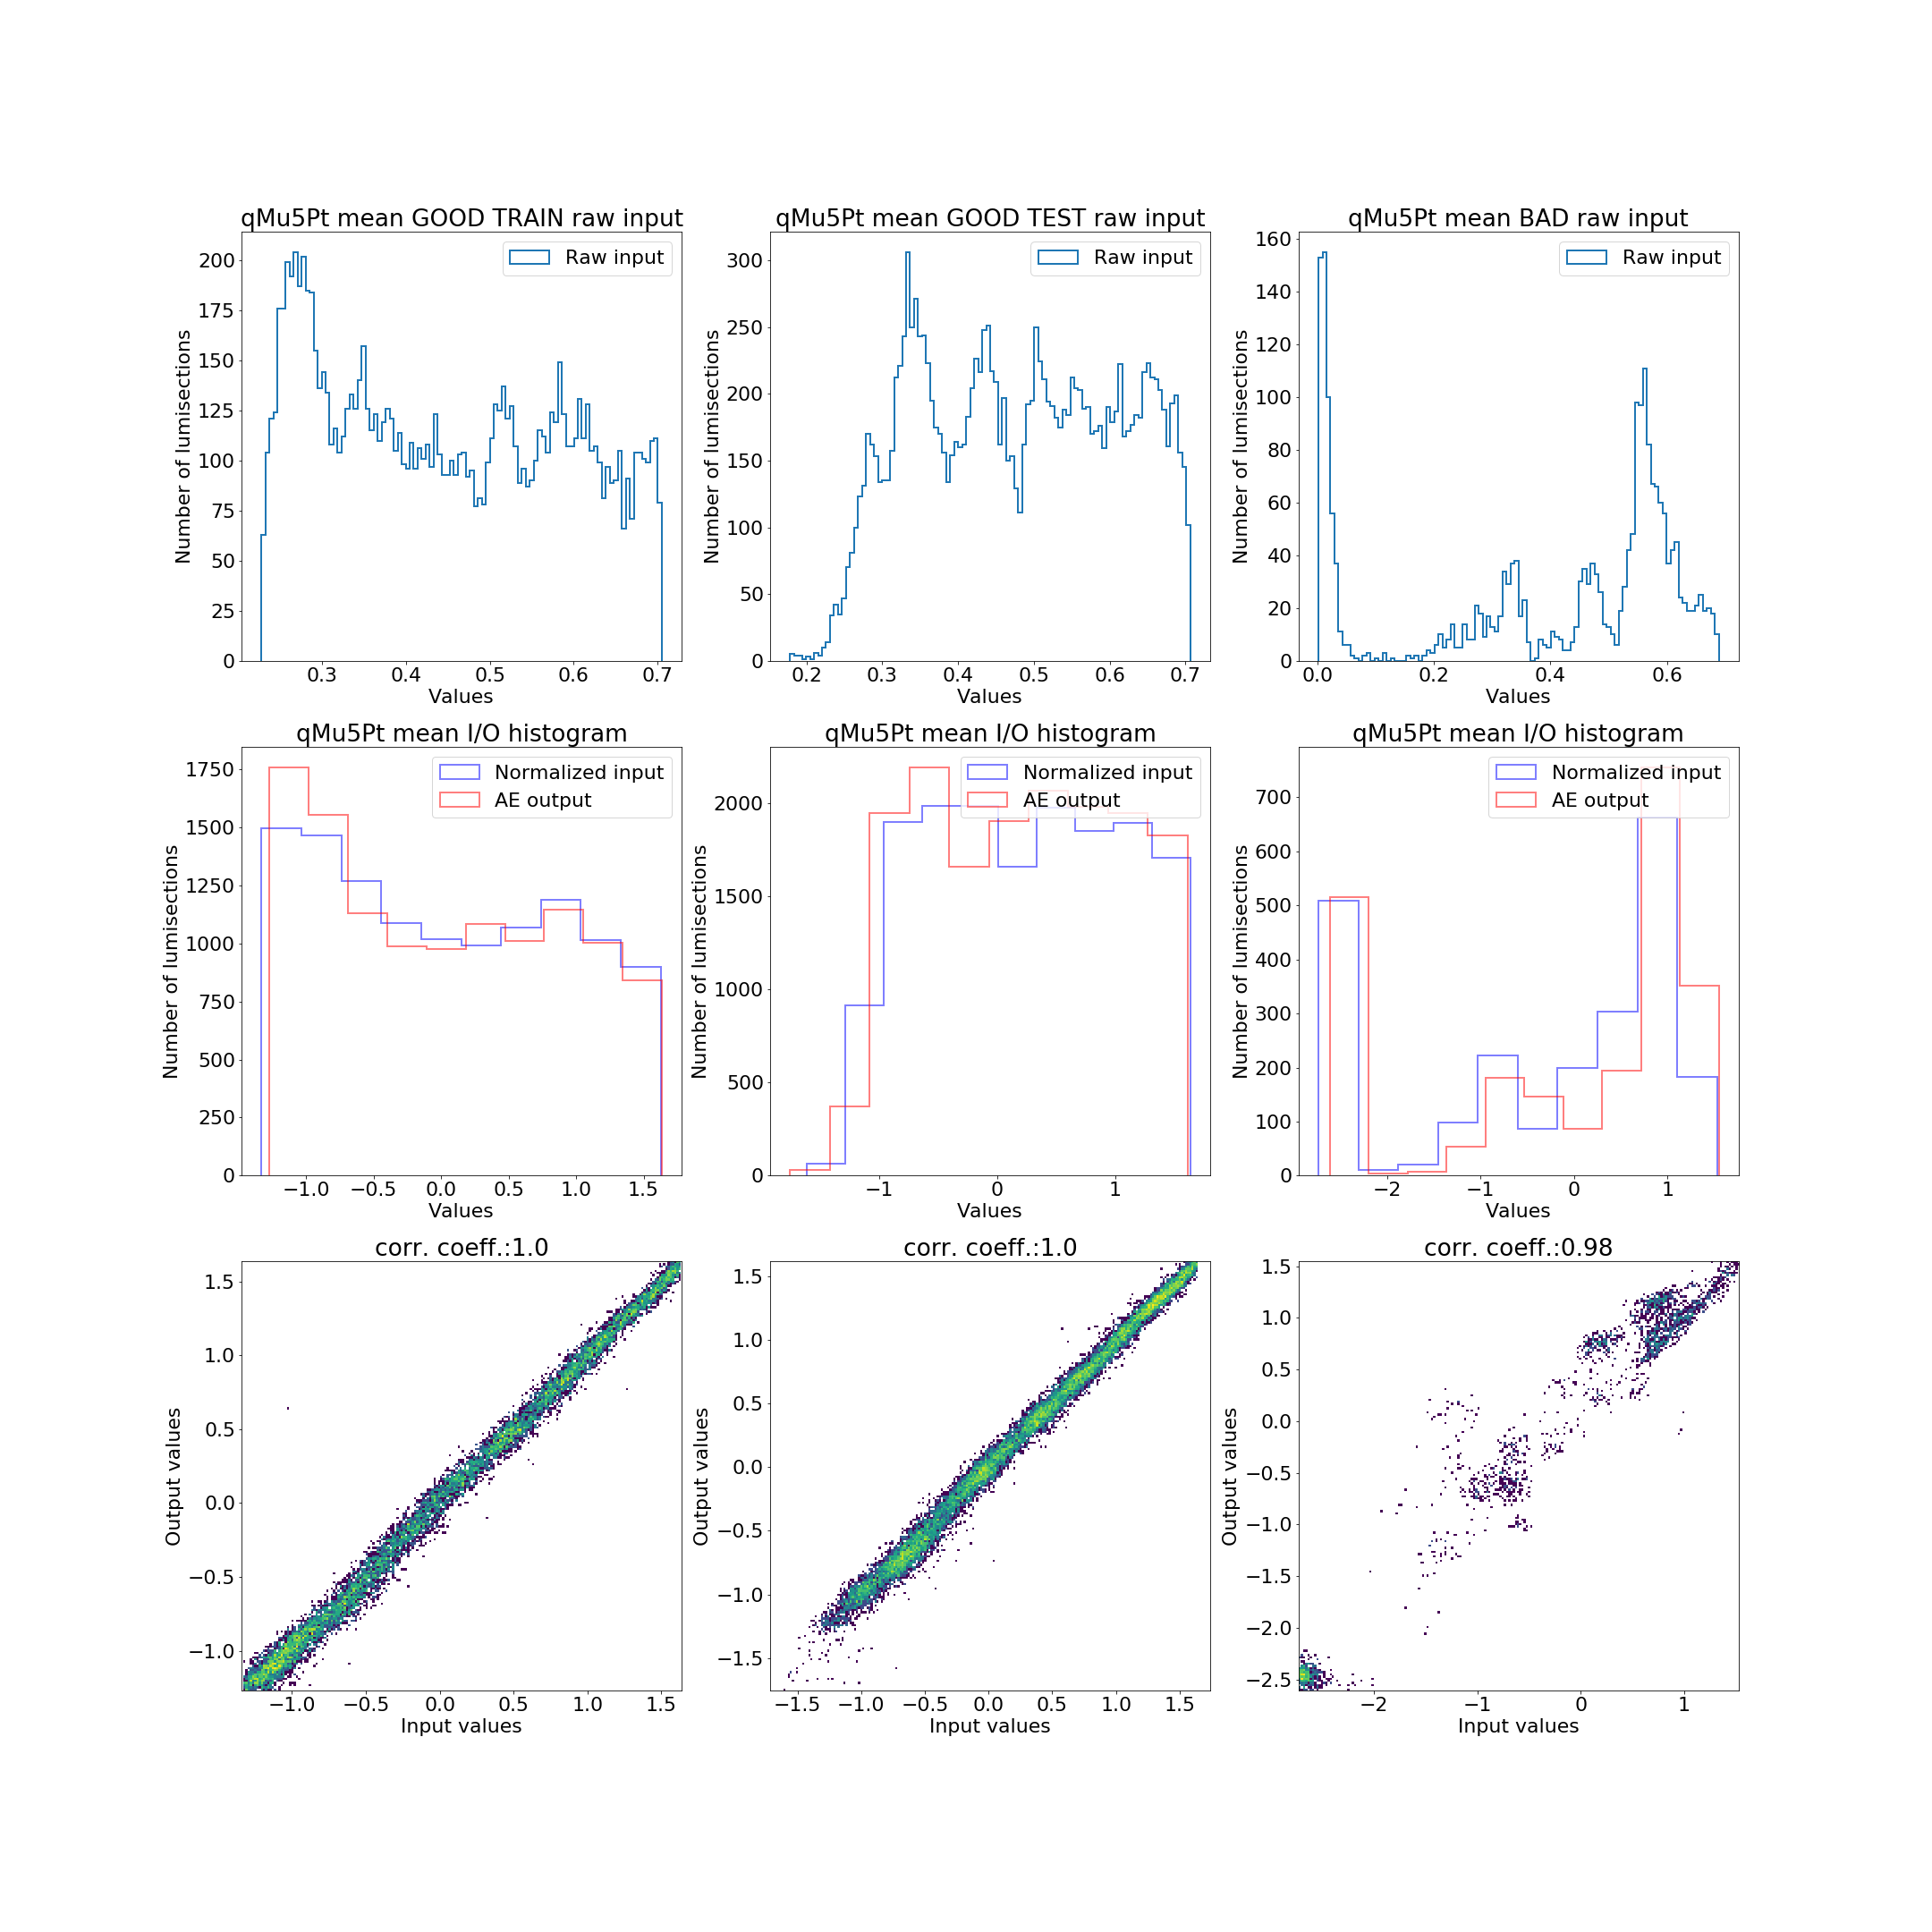 qMu5Pt mean GOOD TRAIN raw input
Raw input
Number of lumisections
200
175
150
125
100
75
50
25
0
0.3 0.4 0.5 0.6 0.7
Values
qMu5Pt mean GOOD TEST raw input
Raw input
Number of lumisections
300
250
200
150
100
50
0
0.2 0.3 0.4 0.5 0.6 0.7
Values
qMu5Pt mean BAD raw input
Raw input
Number of lumisections
160
140
120
100
80
60
40
20
0
0.0 0.2 0.4 0.6
Values
qMu5Pt mean I/O histogram
Normalized input
AE output
Number of lumisections
1750
1500
1250
1000
750
500
250
0
−1.0 −0.5 0.0 0.5 1.0 1.5
Values
qMu5Pt mean I/O histogram
Normalized input
AE output
Number of lumisections
2000
1500
1000
500
0
−1 0 1
Values
qMu5Pt mean I/O histogram
Normalized input
AE output
Number of lumisections
700
600
500
400
300
200
100
0
−2 −1 0 1
Values
corr. coeff.:1.0
Output values
1.5
1.0
0.5
0.0
−0.5
−1.0
−1.0 −0.5 0.0 0.5 1.0 1.5
Input values
corr. coeff.:1.0
Output values
1.5
1.0
0.5
0.0
−0.5
−1.0
−1.5
−1.5 −1.0 −0.5 0.0 0.5 1.0 1.5
Input values
corr. coeff.:0.98
Output values
1.5
1.0
0.5
0.0
−0.5
−1.0
−1.5
−2.0
−2.5
−2 −1 0 1
Input values